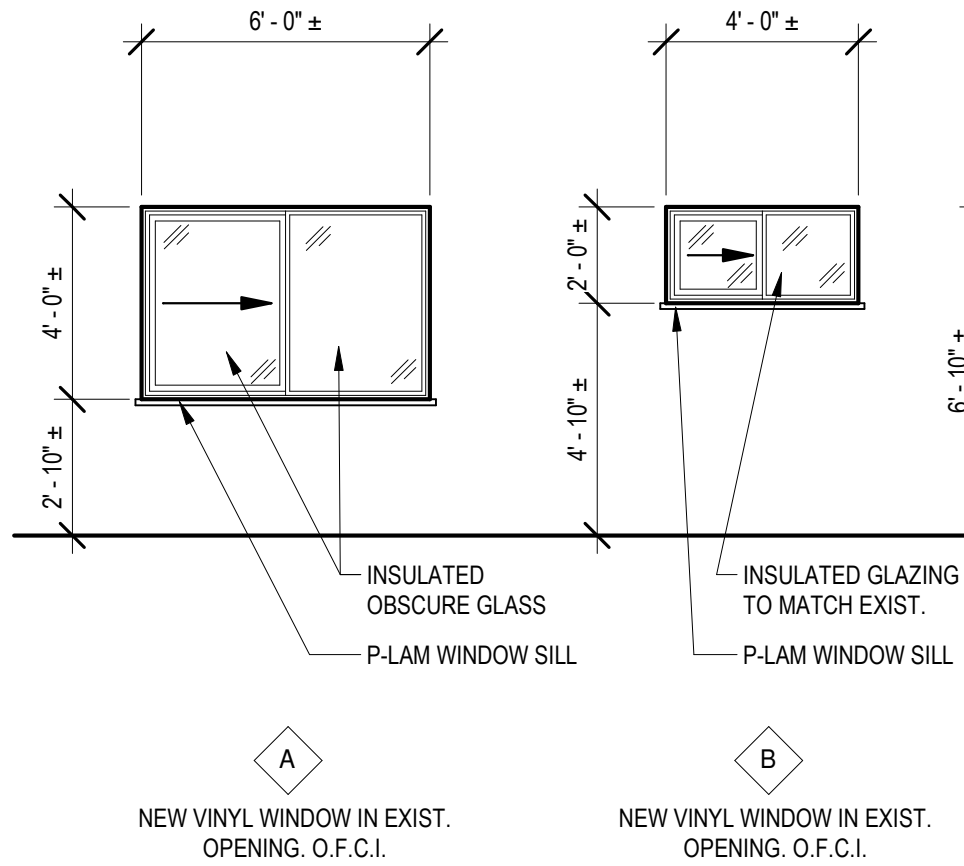 6' - 0" ±
4' - 0" ±
4' - 0" ±
2' - 10" ±
2' - 0" ±
4' - 10" ±
6' - 10" ±
INSULATED
OBSCURE GLASS
P-LAM WINDOW SILL
INSULATED GLAZING
TO MATCH EXIST.
P-LAM WINDOW SILL
A
NEW VINYL WINDOW IN EXIST.
OPENING. O.F.C.I.
B
NEW VINYL WINDOW IN EXIST.
OPENING. O.F.C.I.